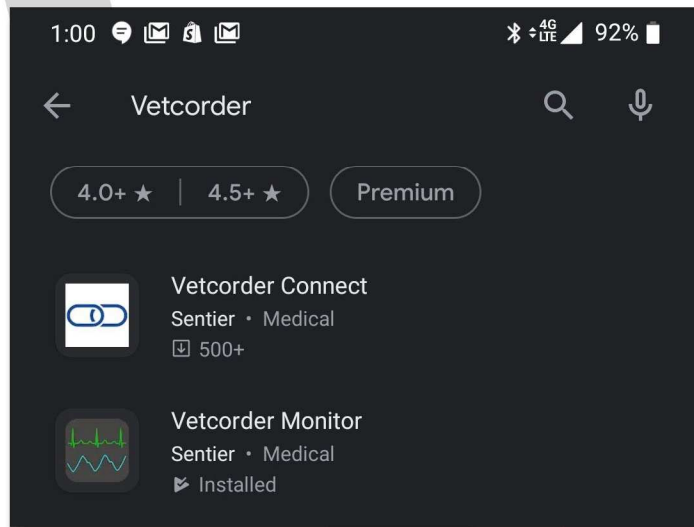 1:00 4G LTE 92%
Vetcorder
4.0+ ★ | 4.5+ ★ Premium
Vetcorder Connect
Sentier • Medical
500+
Vetcorder Monitor
Sentier • Medical
Installed